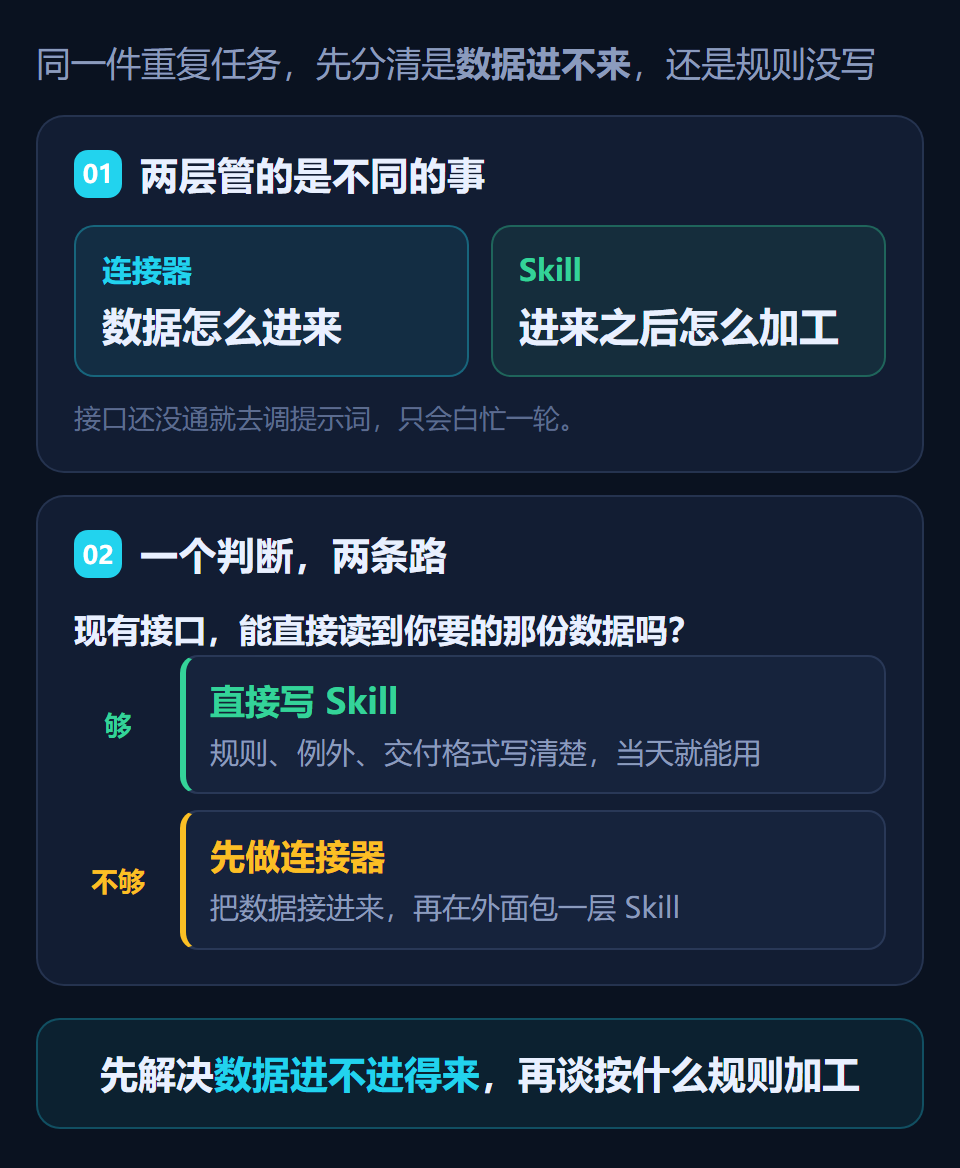 同一件重复任务，先分清是数据进不来，还是规则没写
01 两层管的是不同的事
连接器
数据怎么进来
Skill
进来之后怎么加工
接口还没通就去调提示词，只会白忙一轮。
02 一个判断，两条路
现有接口，能直接读到你要的那份数据吗？
够
直接写 Skill
规则、例外、交付格式写清楚，当天就能用
不够
先做连接器
把数据接进来，再在外面包一层 Skill
先解决数据进不进得来，再谈按什么规则加工